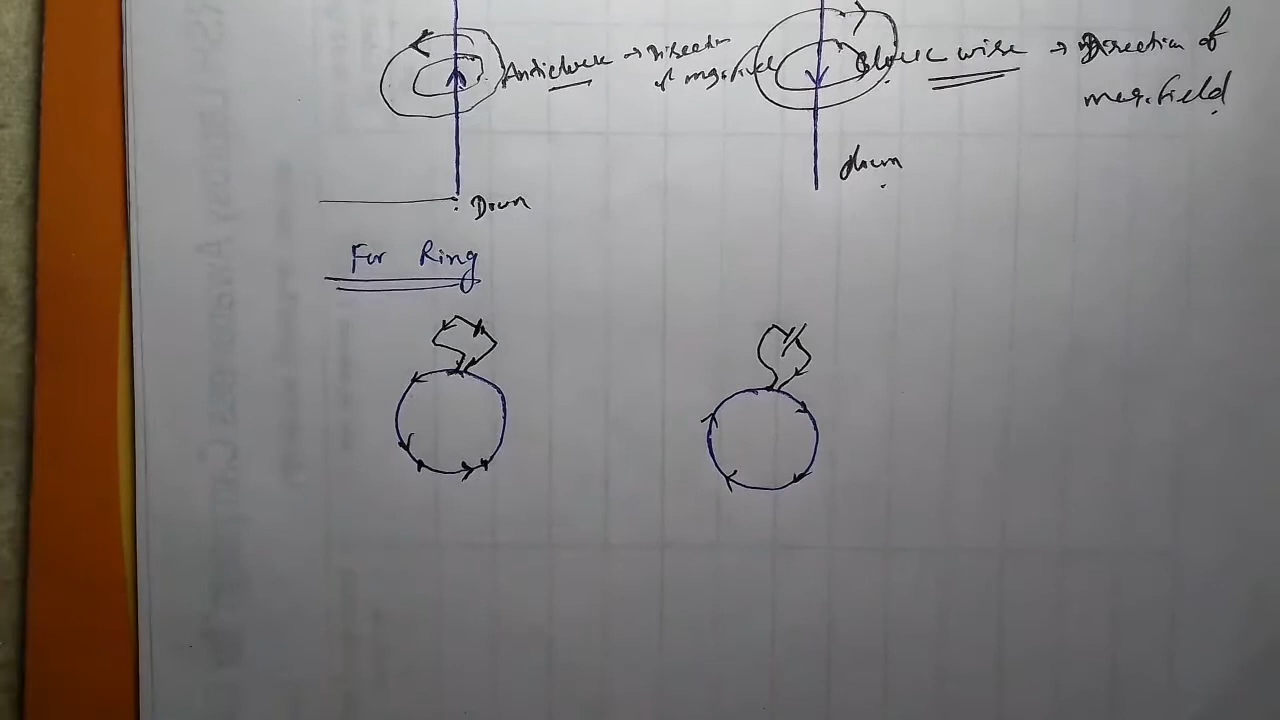 Anticlock → Direction
of mag. field
Clock wise → Direction of
mag. field
down
Down
For Ring